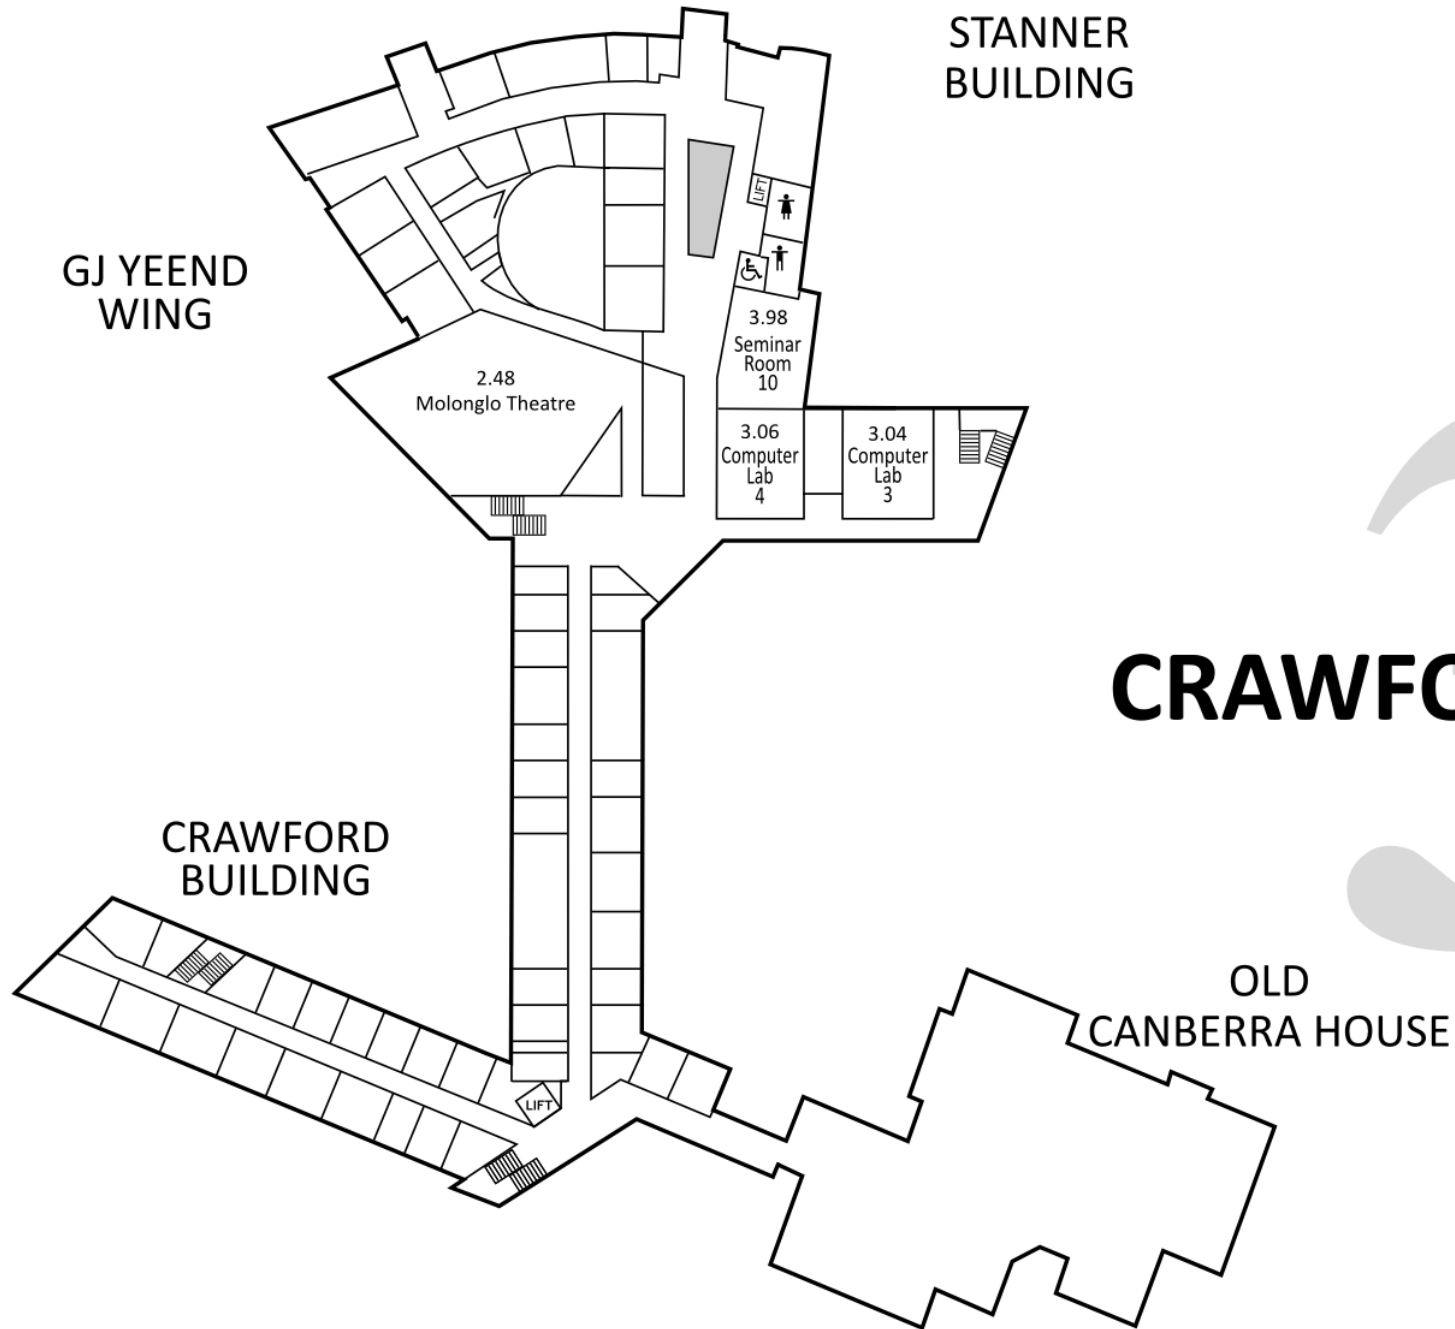 STANNER
BUILDING
GJ YEEND
WING
LIFT
3.98
Seminar
Room
10
2.48
Molonglo Theatre
3.06
Computer
Lab
4
3.04
Computer
Lab
3
CRAWFO
CRAWFORD
BUILDING
OLD
CANBERRA HOUSE
LIFT